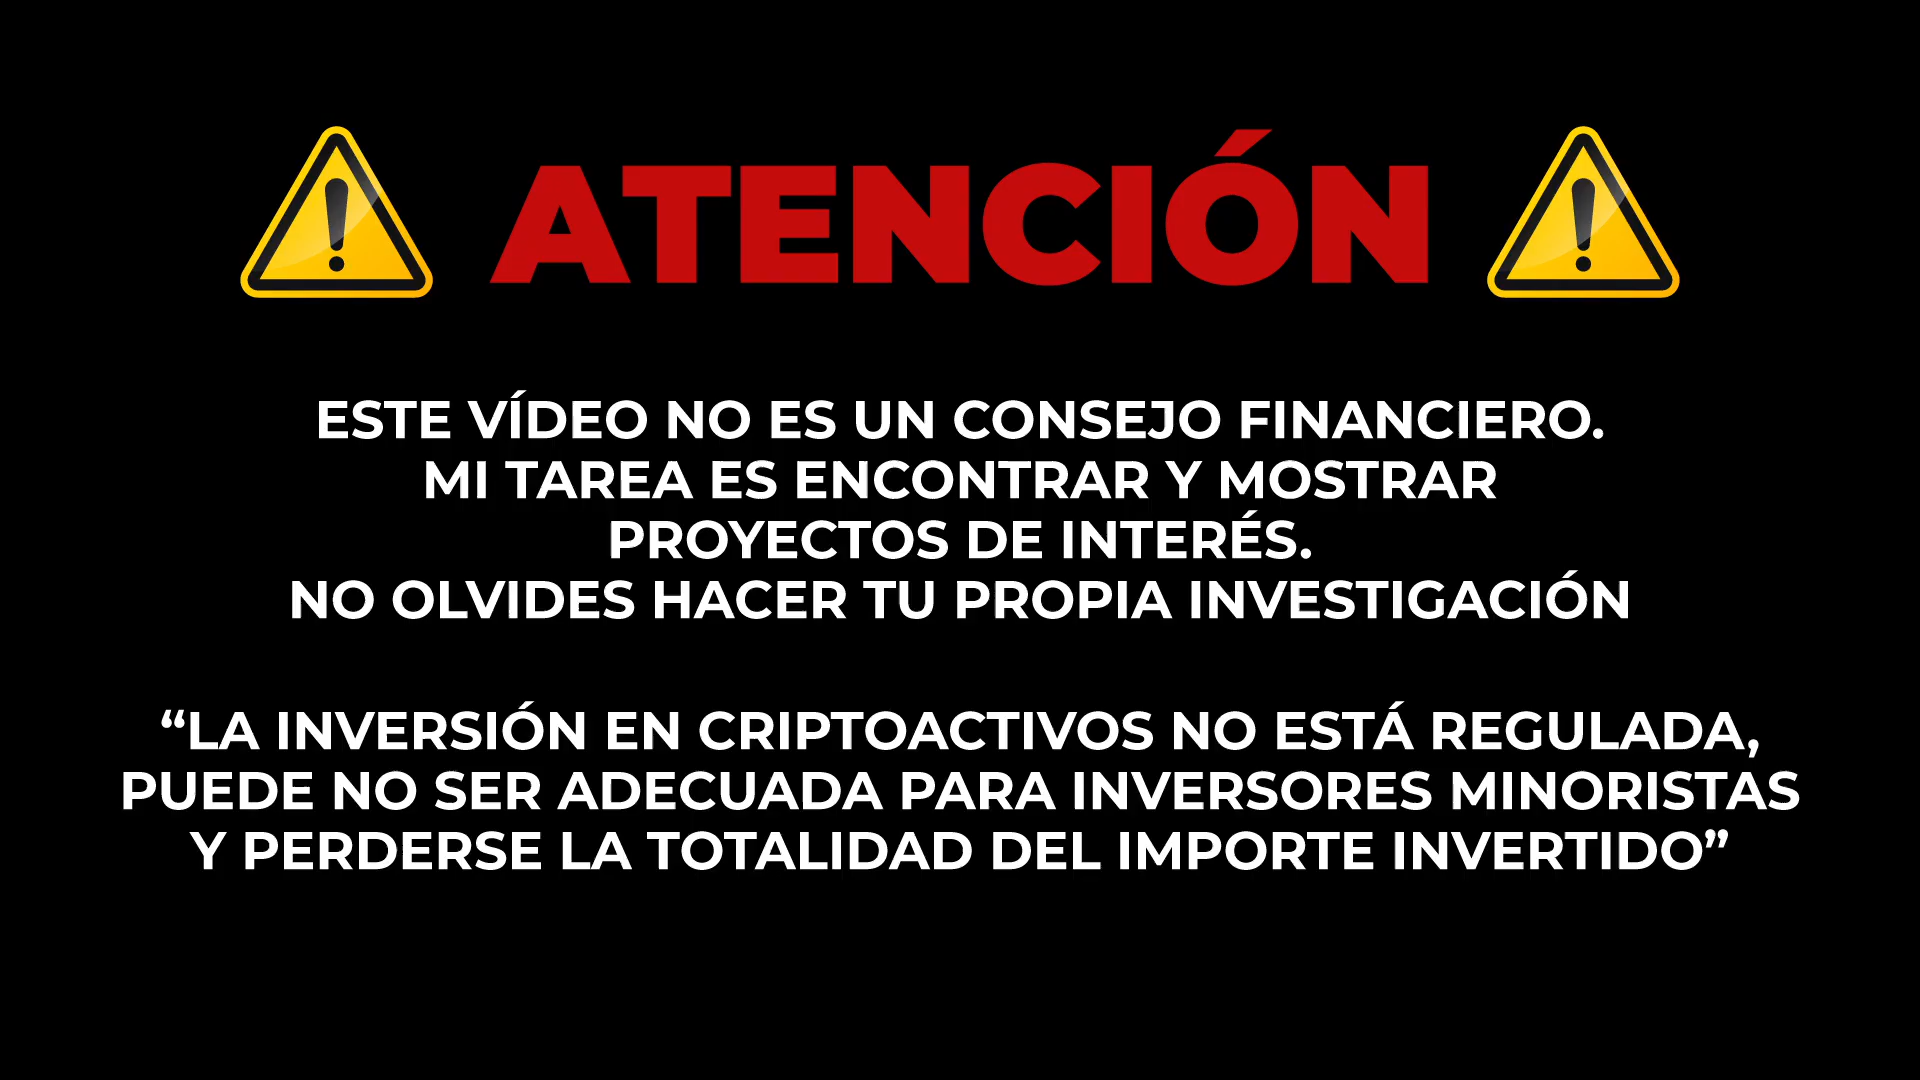 ATENCIÓN
ESTE VÍDEO NO ES UN CONSEJO FINANCIERO.
MI TAREA ES ENCONTRAR Y MOSTRAR
PROYECTOS DE INTERÉS.
NO OLVIDES HACER TU PROPIA INVESTIGACIÓN
“LA INVERSIÓN EN CRIPTOACTIVOS NO ESTÁ REGULADA,
PUEDE NO SER ADECUADA PARA INVERSORES MINORISTAS
Y PERDERSE LA TOTALIDAD DEL IMPORTE INVERTIDO”